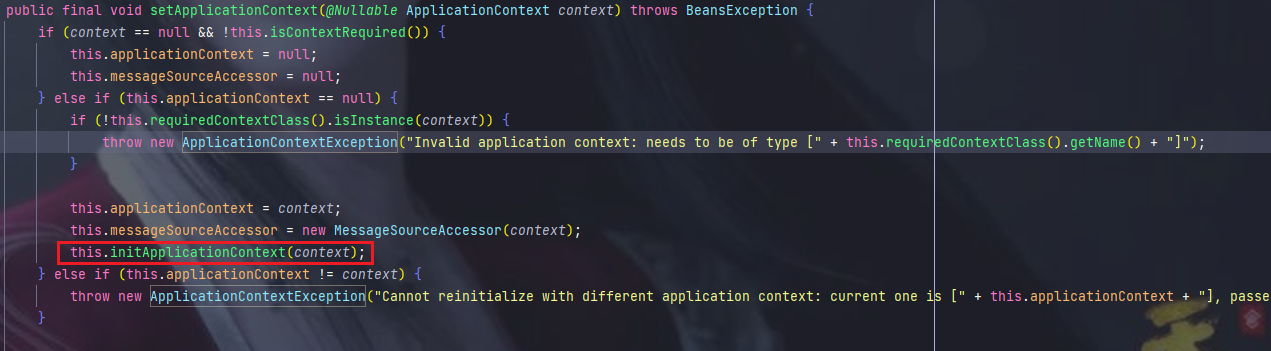 public final void setApplicationContext(@Nullable ApplicationContext context) throws BeansException {
if (context == null && !this.isContextRequired()) {
this.applicationContext = null;
this.messageSourceAccessor = null;
} else if (this.applicationContext == null) {
if (!this.requiredContextClass().isInstance(context)) {
throw new ApplicationContextException("Invalid application context: needs to be of type [" + this.requiredContextClass().getName() + "]");
}
this.applicationContext = context;
this.messageSourceAccessor = new MessageSourceAccessor(context);
this.initApplicationContext(context);
} else if (this.applicationContext != context) {
throw new ApplicationContextException("Cannot reinitialize with different application context: current one is [" + this.applicationContext + "], passe
}